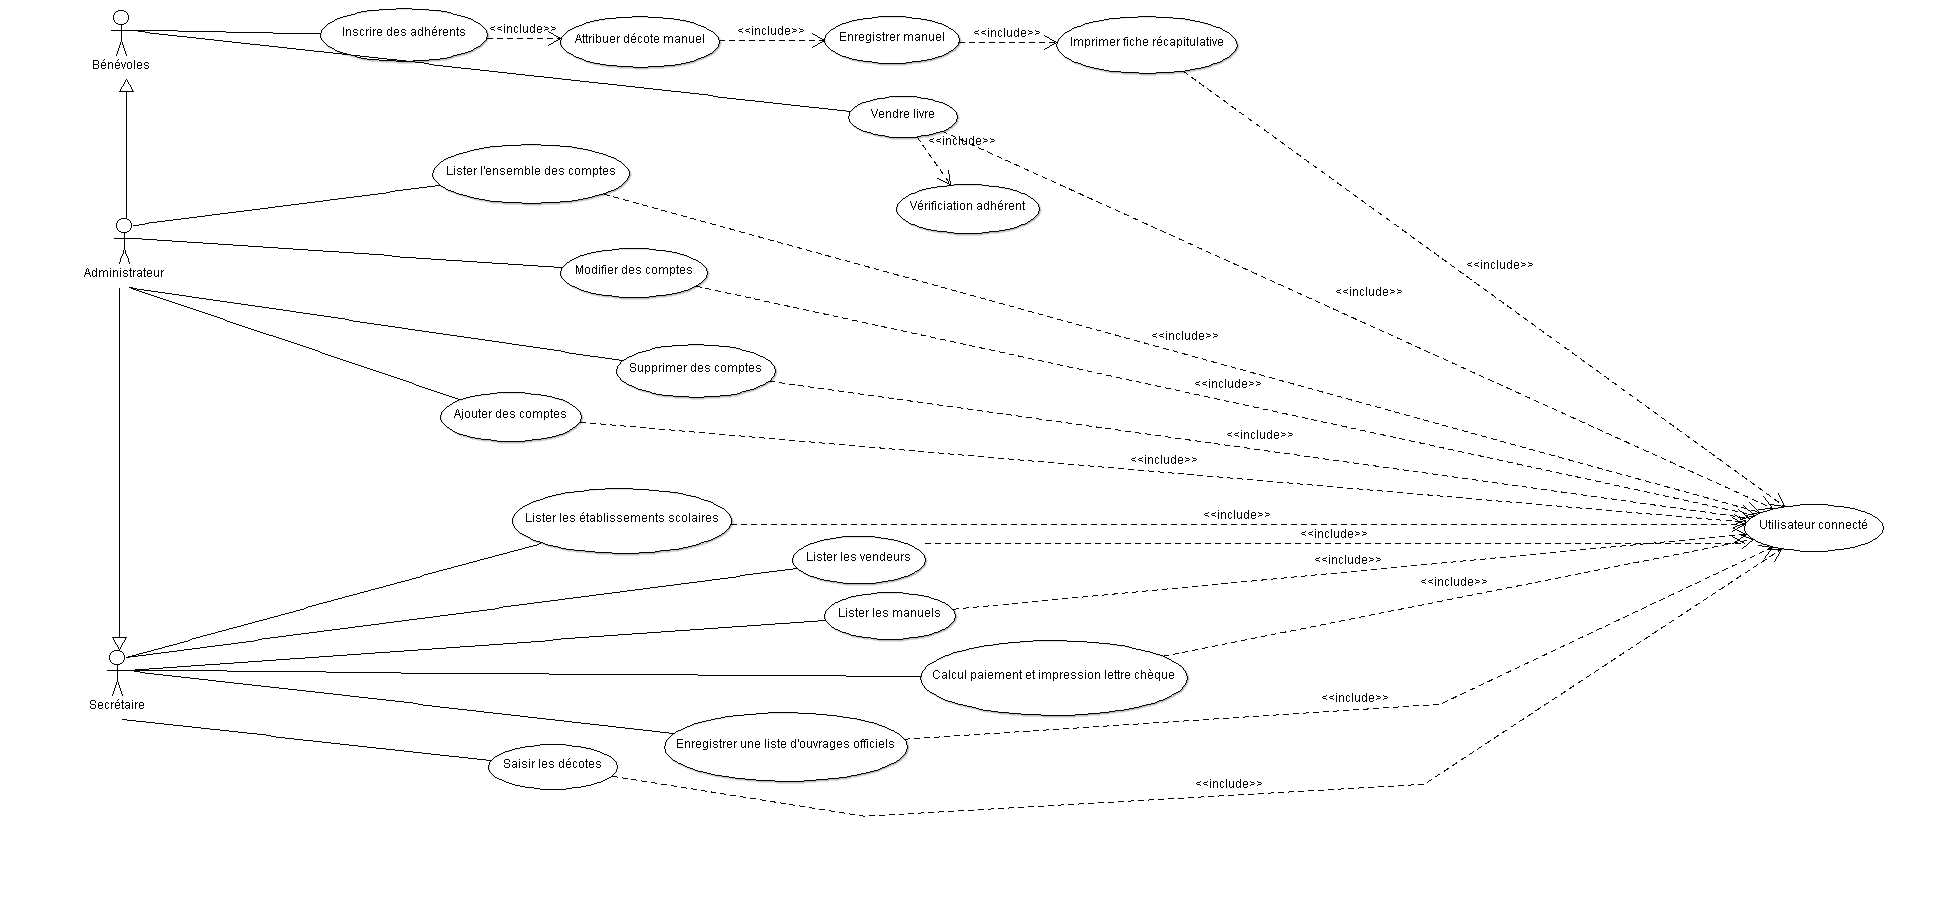 Bénévoles
Inscrire des adhérents
<<include>>
Attribuer décote manuel
<<include>>
Enregistrer manuel
<<include>>
Imprimer fiche récapitulative
Vendre livre
<<include>>
Vérificiation adhérent
Lister l'ensemble des comptes
Administrateur
Modifier des comptes
<<include>>
<<include>>
<<include>>
Supprimer des comptes
<<include>>
Ajouter des comptes
<<include>>
<<include>>
Lister les établissements scolaires
<<include>>
Utilisateur connecté
<<include>>
Lister les vendeurs
<<include>>
Lister les manuels
<<include>>
Calcul paiement et impression lettre chèque
Secrétaire
<<include>>
Enregistrer une liste d'ouvrages officiels
Saisir les décotes
<<include>>